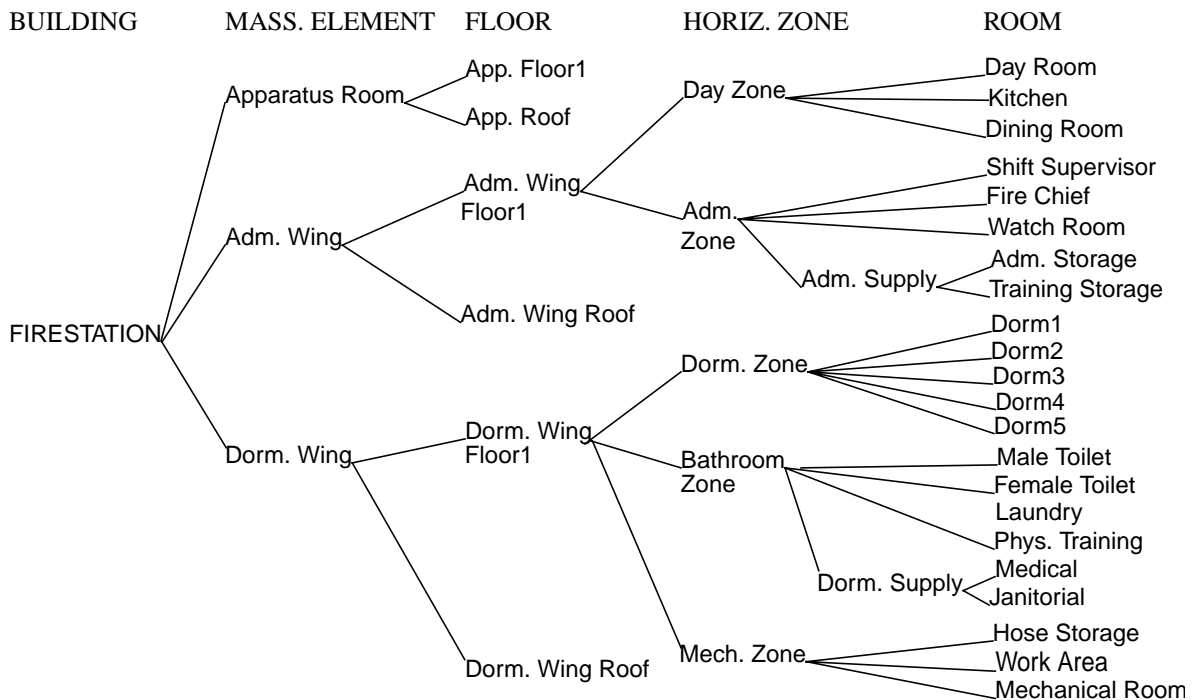 BUILDING
MASS. ELEMENT
FLOOR
HORIZ. ZONE
ROOM
FIRESTATION
Apparatus Room
App. Floor1
App. Roof
Adm. Wing
Adm. Wing
Floor1
Day Zone
Day Room
Kitchen
Dining Room
Adm.
Zone
Shift Supervisor
Fire Chief
Watch Room
Adm. Supply
Adm. Storage
Training Storage
Adm. Wing Roof
Dorm. Wing
Dorm. Wing
Floor1
Dorm. Zone
Dorm1
Dorm2
Dorm3
Dorm4
Dorm5
Bathroom
Zone
Male Toilet
Female Toilet
Laundry
Phys. Training
Dorm. Supply
Medical
Janitorial
Mech. Zone
Hose Storage
Work Area
Mechanical Room
Dorm. Wing Roof